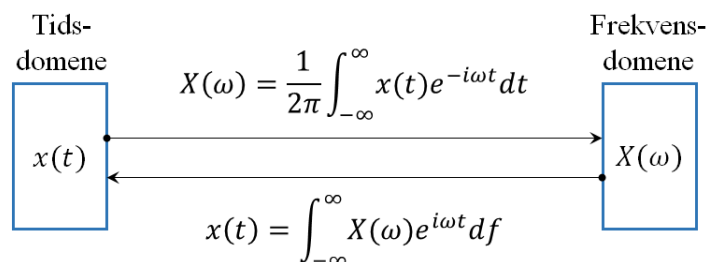 Tids-
domene
Frekvens-
domene
X(ω) = 1/2π ∫_{-∞}^{∞} x(t)e^{-iωt}dt
x(t)
X(ω)
x(t) = ∫_{-∞}^{∞} X(ω)e^{iωt}df